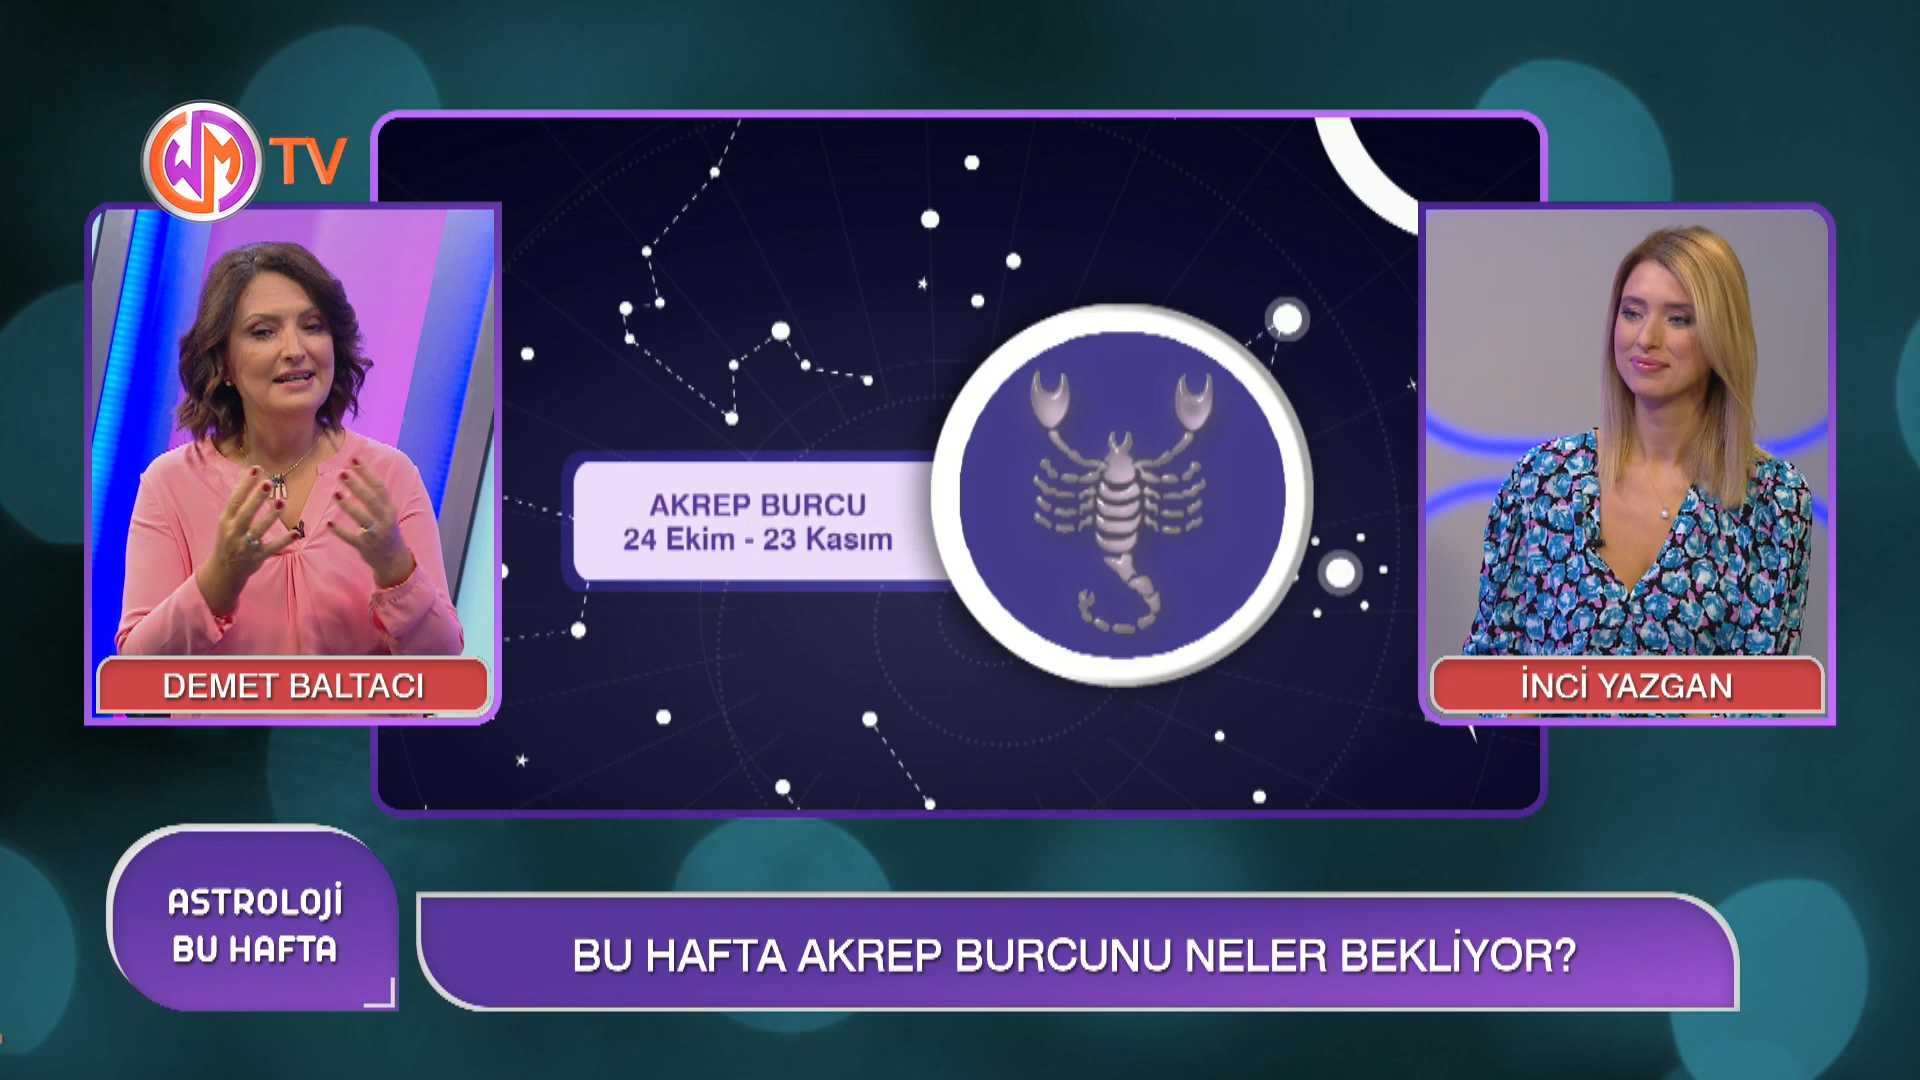 WM TV
AKREP BURCU
24 Ekim - 23 Kasım
DEMET BALTACI
İNCİ YAZGAN
ASTROLOJİ
BU HAFTA
BU HAFTA AKREP BURCUNU NELER BEKLİYOR?